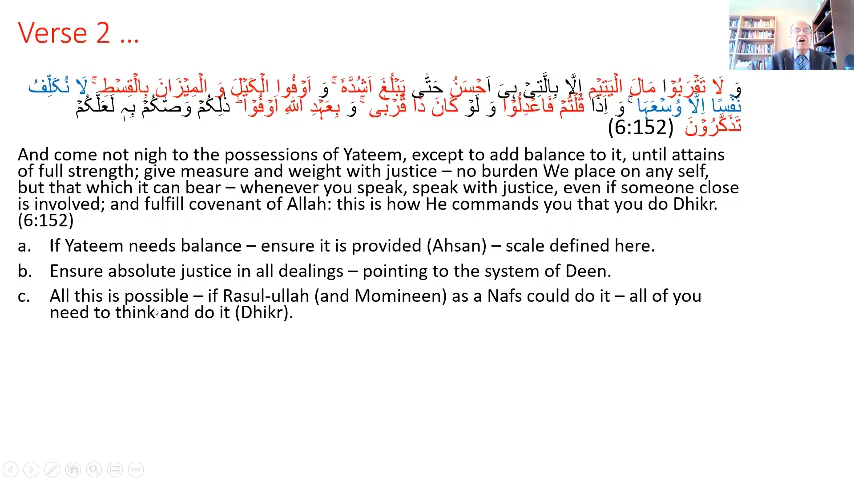 Verse 2 …
وَ لَا تَقۡرَبُوۡا مَالَ الۡيَتِيۡمِ اِلَّا بِالَّتِىۡ هِىَ اَحۡسَنُ حَتّٰى يَبۡلُغَ اَشُدَّهٗ‌ ۚ وَ اَوۡفُوا الۡكَيۡلَ وَ الۡمِيۡزَانَ بِالۡقِسۡطِ‌ ۚ لَا نُكَلِّفُ
نَفۡسًا اِلَّا وُسۡعَهَا‌ ۚ وَ اِذَا قُلۡتُمۡ فَاعۡدِلُوۡا وَ لَوۡ كَانَ ذَا قُرۡبٰى‌ ۚ وَ بِعَهۡدِ اللّٰهِ اَوۡفُوۡا‌ ؕ ذٰلِكُمۡ وَصّٰٮكُمۡ بِهٖ لَعَلَّكُمۡ
تَذَكَّرُوۡنَ (6:152)
And come not nigh to the possessions of Yateem, except to add balance to it, until attains
of full strength; give measure and weight with justice – no burden We place on any self,
but that which it can bear – whenever you speak, speak with justice, even if someone close
is involved; and fulfill covenant of Allah: this is how He commands you that you do Dhikr.
(6:152)
a. If Yateem needs balance – ensure it is provided (Ahsan) – scale defined here.
b. Ensure absolute justice in all dealings – pointing to the system of Deen.
c. All this is possible – if Rasul-ullah (and Momineen) as a Nafs could do it – all of you
need to think and do it (Dhikr).